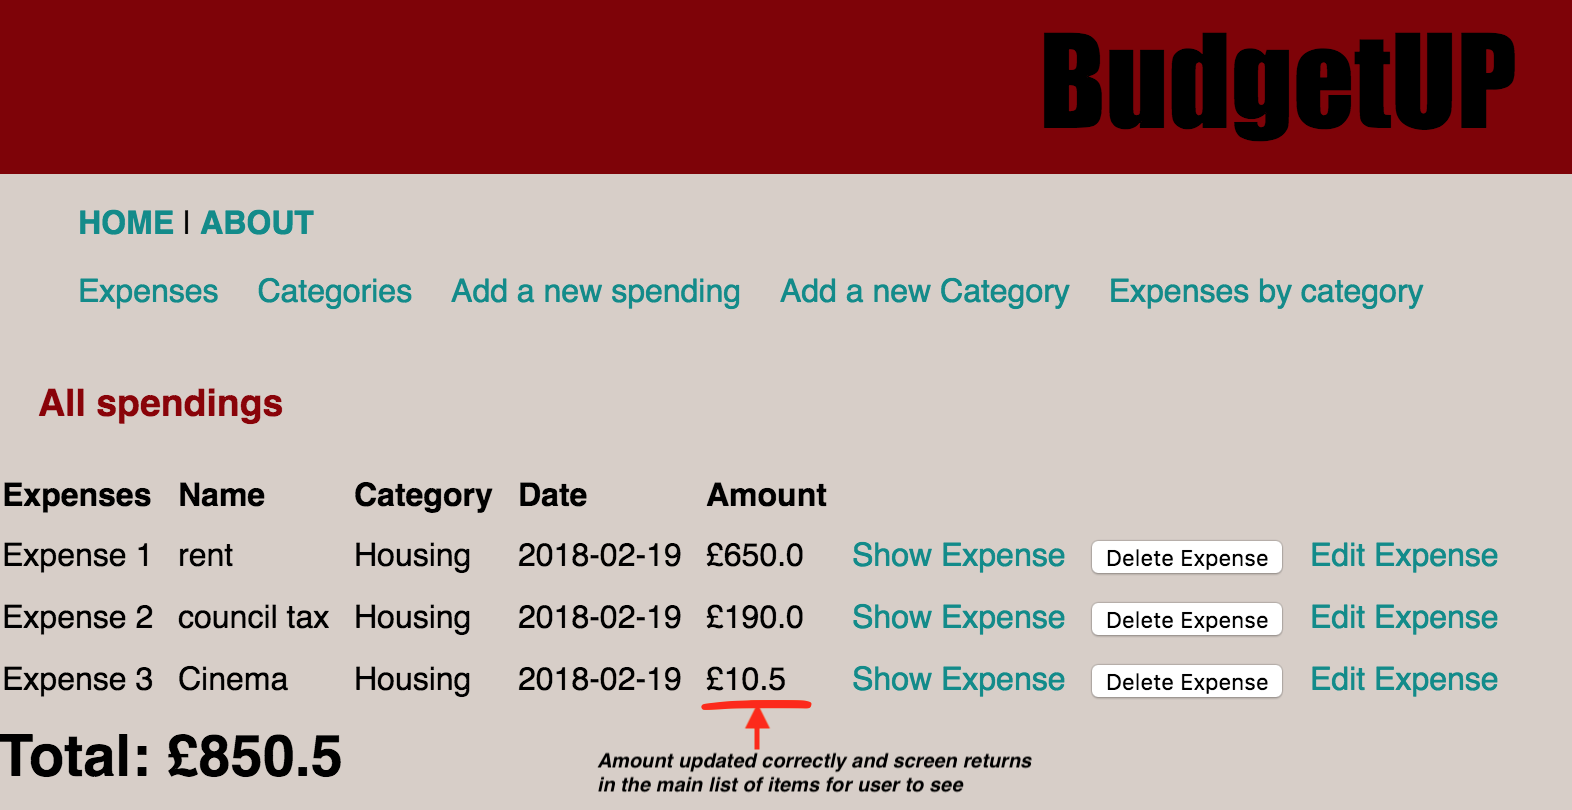 BudgetUP
HOME | ABOUT
Expenses Categories Add a new spending Add a new Category Expenses by category
All spendings
Expenses Name Category Date Amount
Expense 1 rent Housing 2018-02-19 £650.0 Show Expense Delete Expense Edit Expense
Expense 2 council tax Housing 2018-02-19 £190.0 Show Expense Delete Expense Edit Expense
Expense 3 Cinema Housing 2018-02-19 £10.5 Show Expense Delete Expense Edit Expense
Total: £850.5
Amount updated correctly and screen returns
in the main list of items for user to see